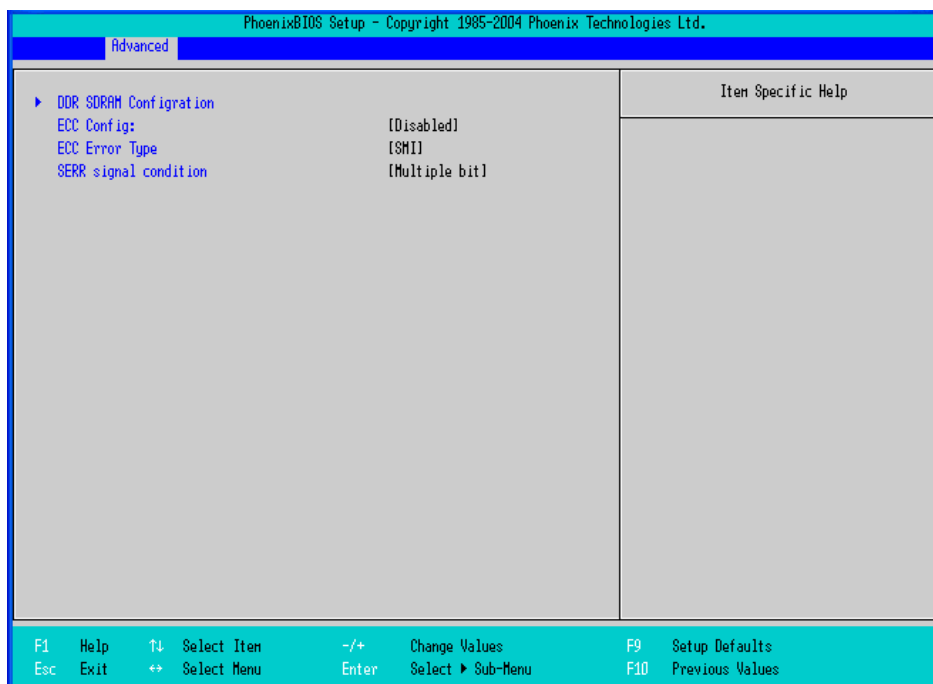 PhoenixBIOS Setup - Copyright 1985-2004 Phoenix Technologies Ltd.
Advanced
Item Specific Help
▶ DDR SDRAM Configration
ECC Config: [Disabled]
ECC Error Type [SMI]
SERR signal condition [Multiple bit]
F1 Help ↑↓ Select Item -/+ Change Values F9 Setup Defaults
Esc Exit ↔ Select Menu Enter Select ▶ Sub-Menu F10 Previous Values